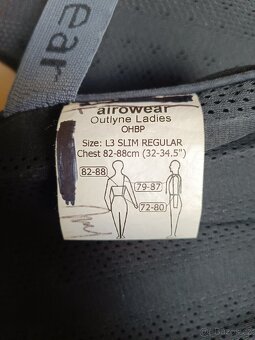 ear
airowear
Outlyne Ladies
OHBP
Size: L3 SLIM REGULAR
Chest 82-88cm (32-34.5")
82-88
79-87
72-80